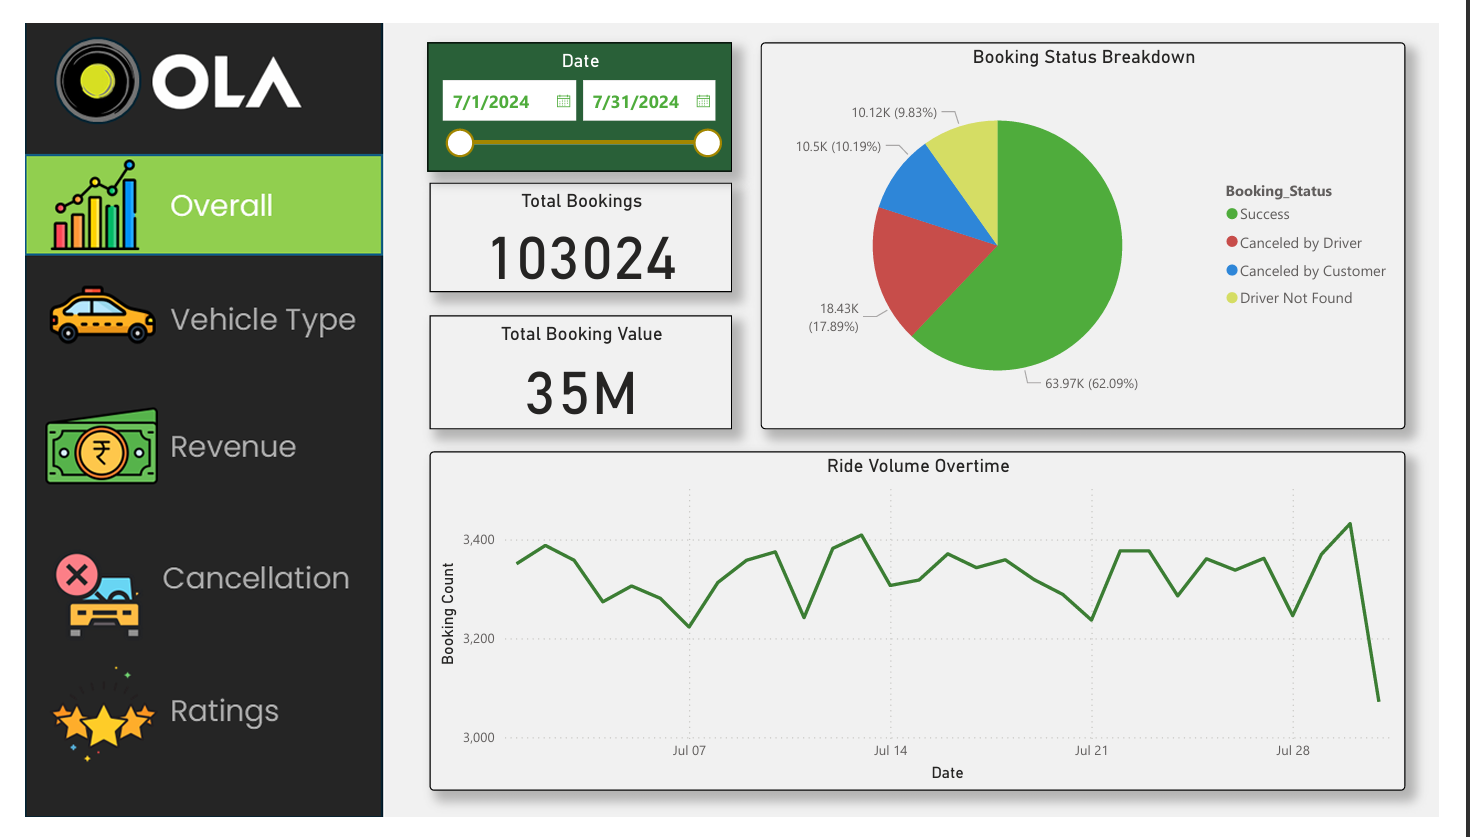 OLA
Overall
Vehicle Type
₹
Revenue
Cancellation
Ratings
Date
7/1/2024
7/31/2024
Total Bookings
103024
Total Booking Value
35M
Booking Status Breakdown
10.12K (9.83%)
10.5K (10.19%)
18.43K
(17.89%)
63.97K (62.09%)
Booking_Status
Success
Canceled by Driver
Canceled by Customer
Driver Not Found
Ride Volume Overtime
Booking Count
3,400
3,200
3,000
Jul 07
Jul 14
Jul 21
Jul 28
Date